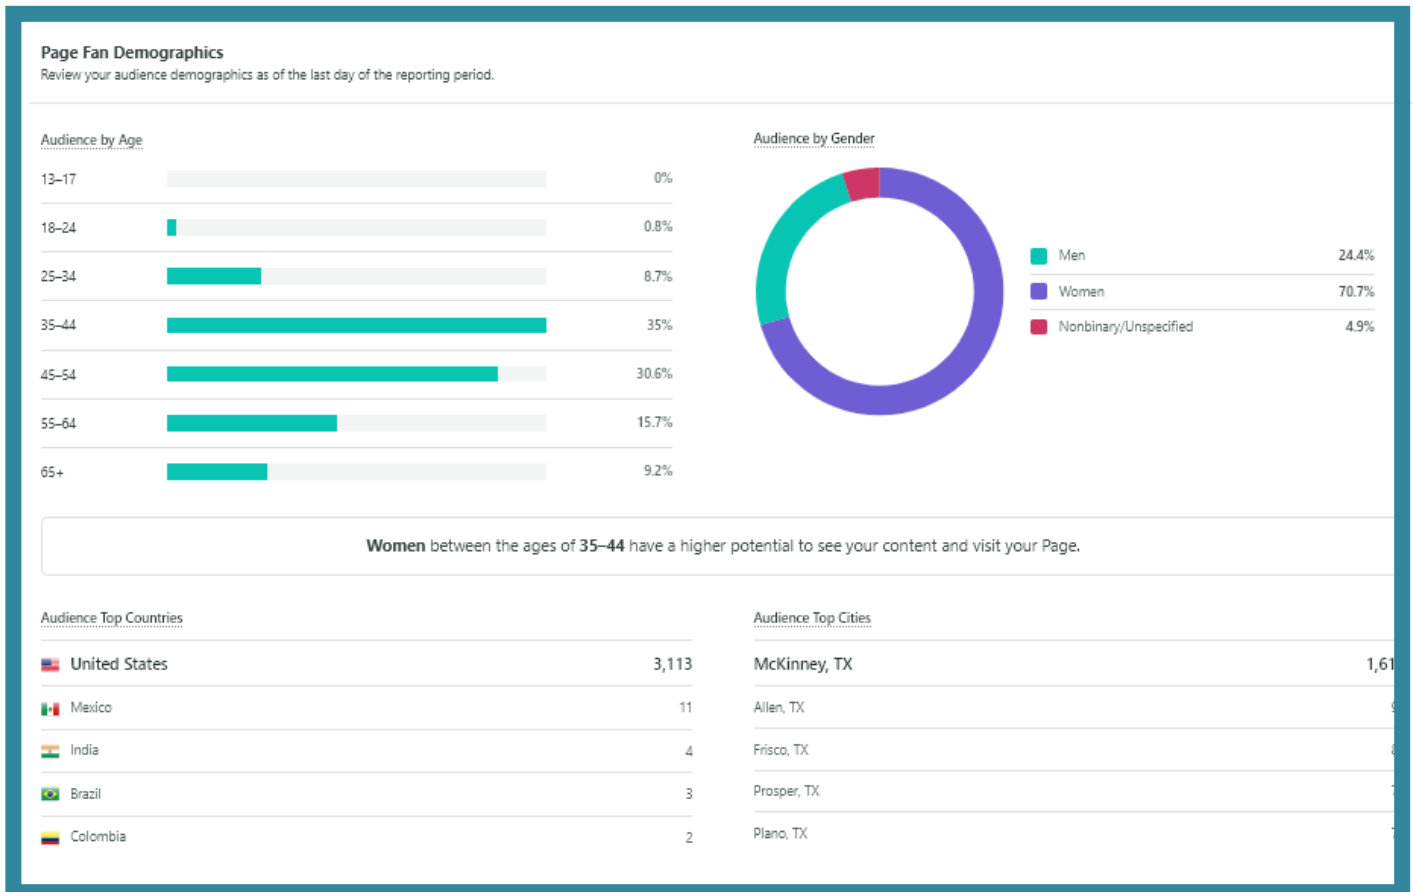 Page Fan Demographics
Review your audience demographics as of the last day of the reporting period.
Audience by Age
13–17 0%
18–24 0.8%
25–34 8.7%
35–44 35%
45–54 30.6%
55–64 15.7%
65+ 9.2%
Audience by Gender
Men 24.4%
Women 70.7%
Nonbinary/Unspecified 4.9%
Women between the ages of 35–44 have a higher potential to see your content and visit your Page.
Audience Top Countries
United States 3,113
Mexico 11
India 4
Brazil 3
Colombia 2
Audience Top Cities
McKinney, TX
Allen, TX
Frisco, TX
Prosper, TX
Plano, TX